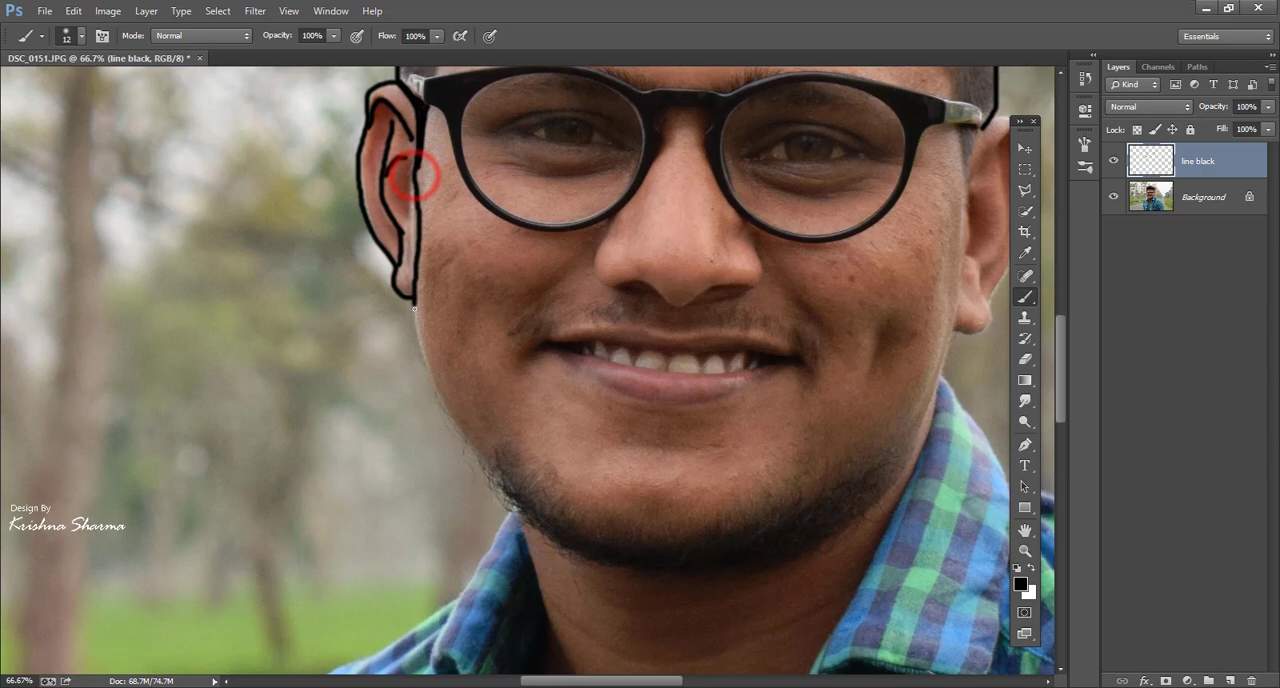 Ps File Edit Image Layer Type Select Filter View Window Help
12 Mode: Normal Opacity: 100% Flow: 100% Essentials
DSC_0151.JPG @ 66.7% (line black, RGB/8) * ×
Layers Channels Paths
Kind
Normal Opacity: 100%
Lock: Fill: 100%
line black
Background
Design By
Krishna Sharma
66.67% Doc: 68.7M/74.7M